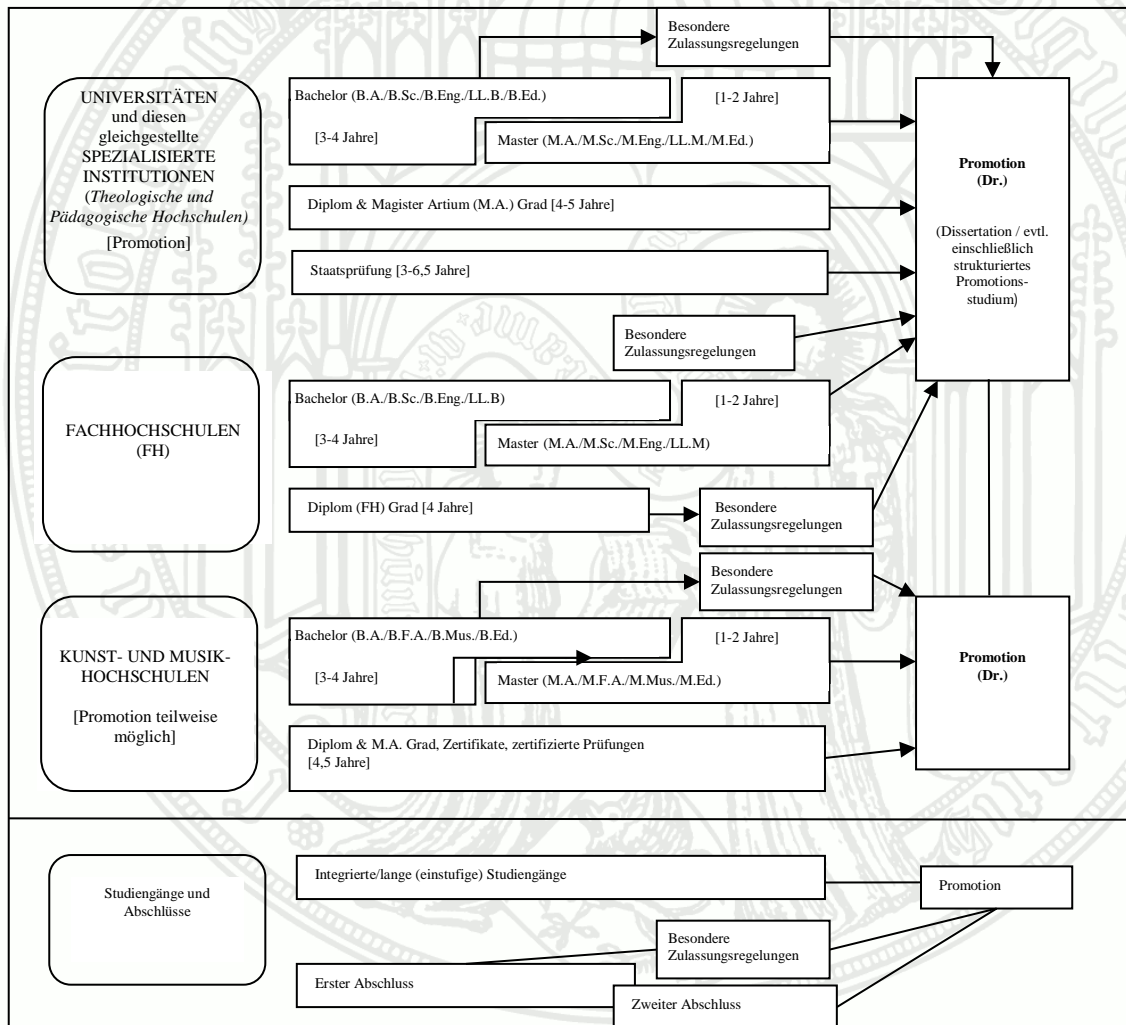 Besondere
Zulassungsregelungen
UNIVERSITÄTEN
und diesen
gleichgestellte
SPEZIALISIERTE
INSTITUTIONEN
(Theologische und
Pädagogische Hochschulen)
[Promotion]
Bachelor (B.A./B.Sc./B.Eng./LL.B./B.Ed.)
[3-4 Jahre]
[1-2 Jahre]
Master (M.A./M.Sc./M.Eng./LL.M./M.Ed.)
Diplom & Magister Artium (M.A.) Grad [4-5 Jahre]
Staatsprüfung [3-6,5 Jahre]
Promotion
(Dr.)
(Dissertation / evtl.
einschließlich
strukturiertes
Promotions-
studium)
Besondere
Zulassungsregelungen
FACHHOCHSCHULEN
(FH)
Bachelor (B.A./B.Sc./B.Eng./LL.B)
[3-4 Jahre]
[1-2 Jahre]
Master (M.A./M.Sc./M.Eng./LL.M)
Diplom (FH) Grad [4 Jahre]
Besondere
Zulassungsregelungen
Besondere
Zulassungsregelungen
KUNST- UND MUSIK-
HOCHSCHULEN
[Promotion teilweise
möglich]
Bachelor (B.A./B.F.A./B.Mus./B.Ed.)
[3-4 Jahre]
[1-2 Jahre]
Master (M.A./M.F.A./M.Mus./M.Ed.)
Diplom & M.A. Grad, Zertifikate, zertifizierte Prüfungen
[4,5 Jahre]
Promotion
(Dr.)
Studiengänge und
Abschlüsse
Integrierte/lange (einstufige) Studiengänge
Promotion
Besondere
Zulassungsregelungen
Erster Abschluss
Zweiter Abschluss